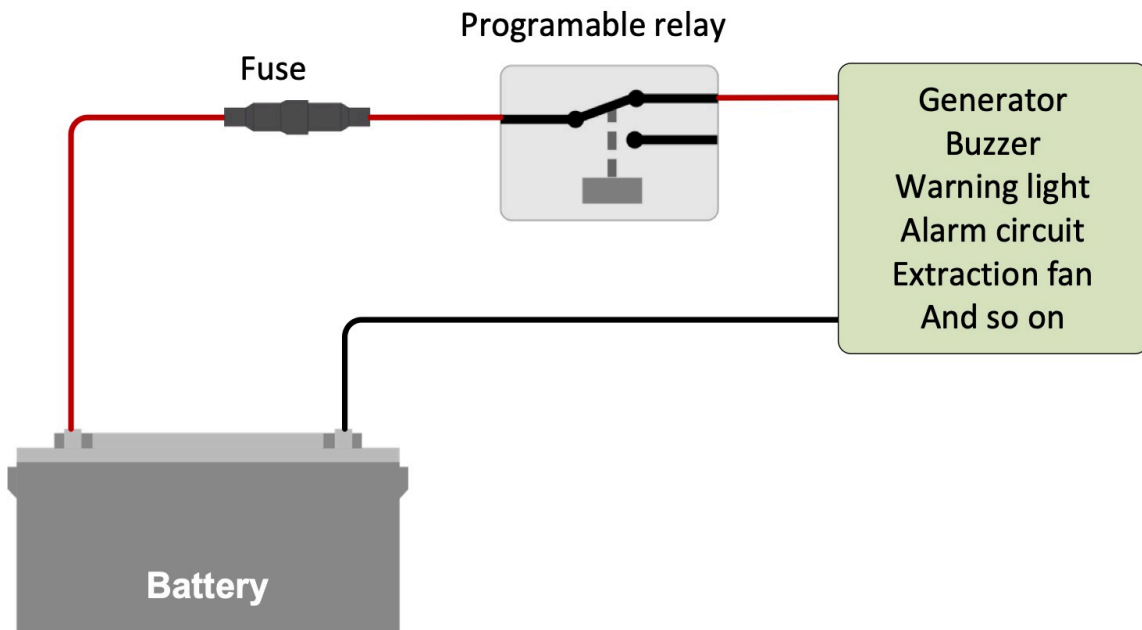 Programable relay
Fuse
Generator
Buzzer
Warning light
Alarm circuit
Extraction fan
And so on
Battery